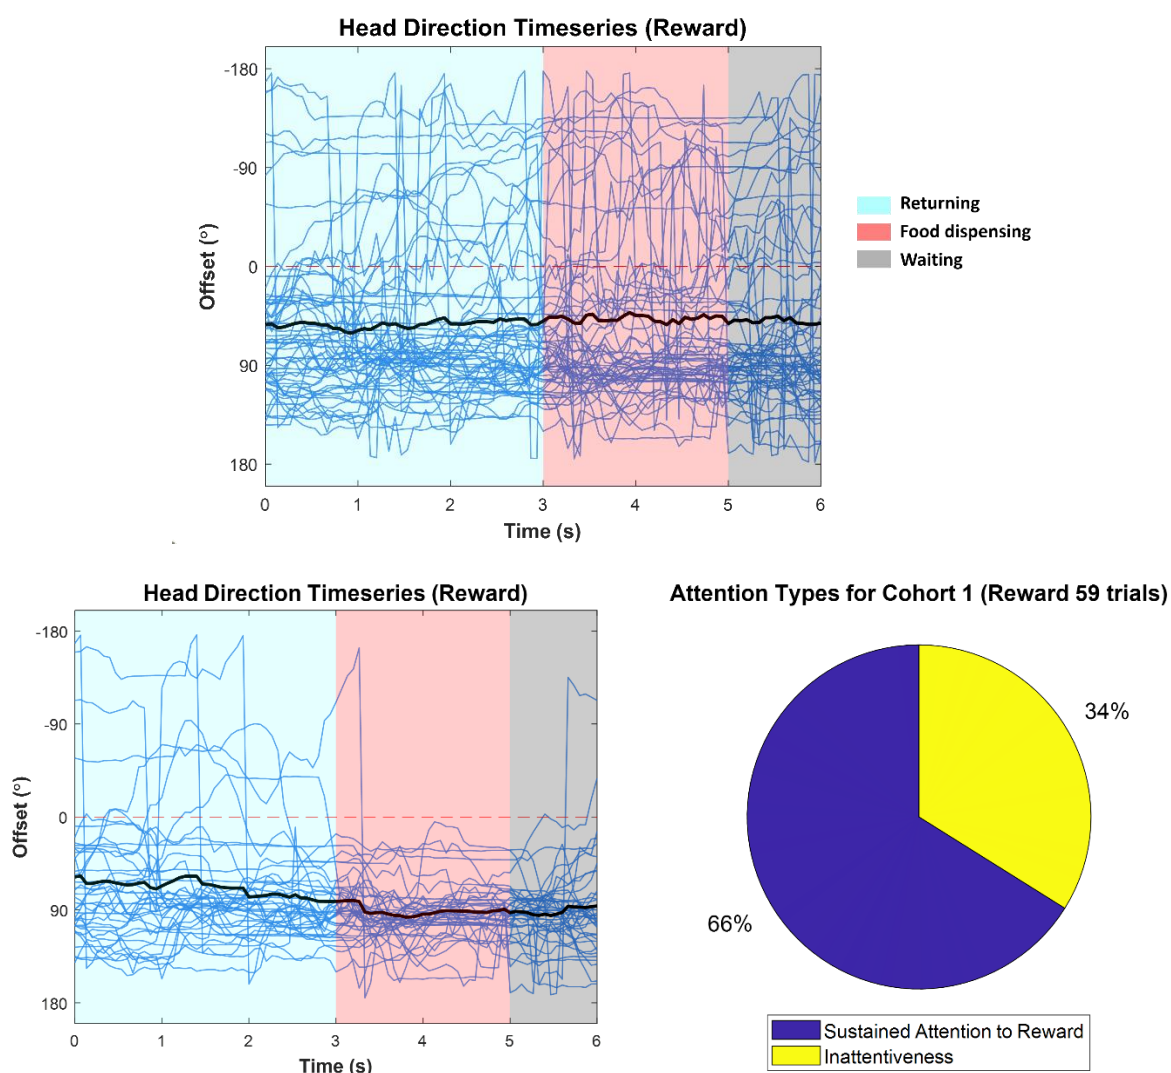 Head Direction Timeseries (Reward)
-180
-90
0
90
180
Offset (°)
0 1 2 3 4 5 6
Time (s)
Returning
Food dispensing
Waiting
Head Direction Timeseries (Reward)
-180
-90
0
90
180
Offset (°)
0 1 2 3 4 5 6
Time (s)
Attention Types for Cohort 1 (Reward 59 trials)
34%
66%
Sustained Attention to Reward
Inattentiveness